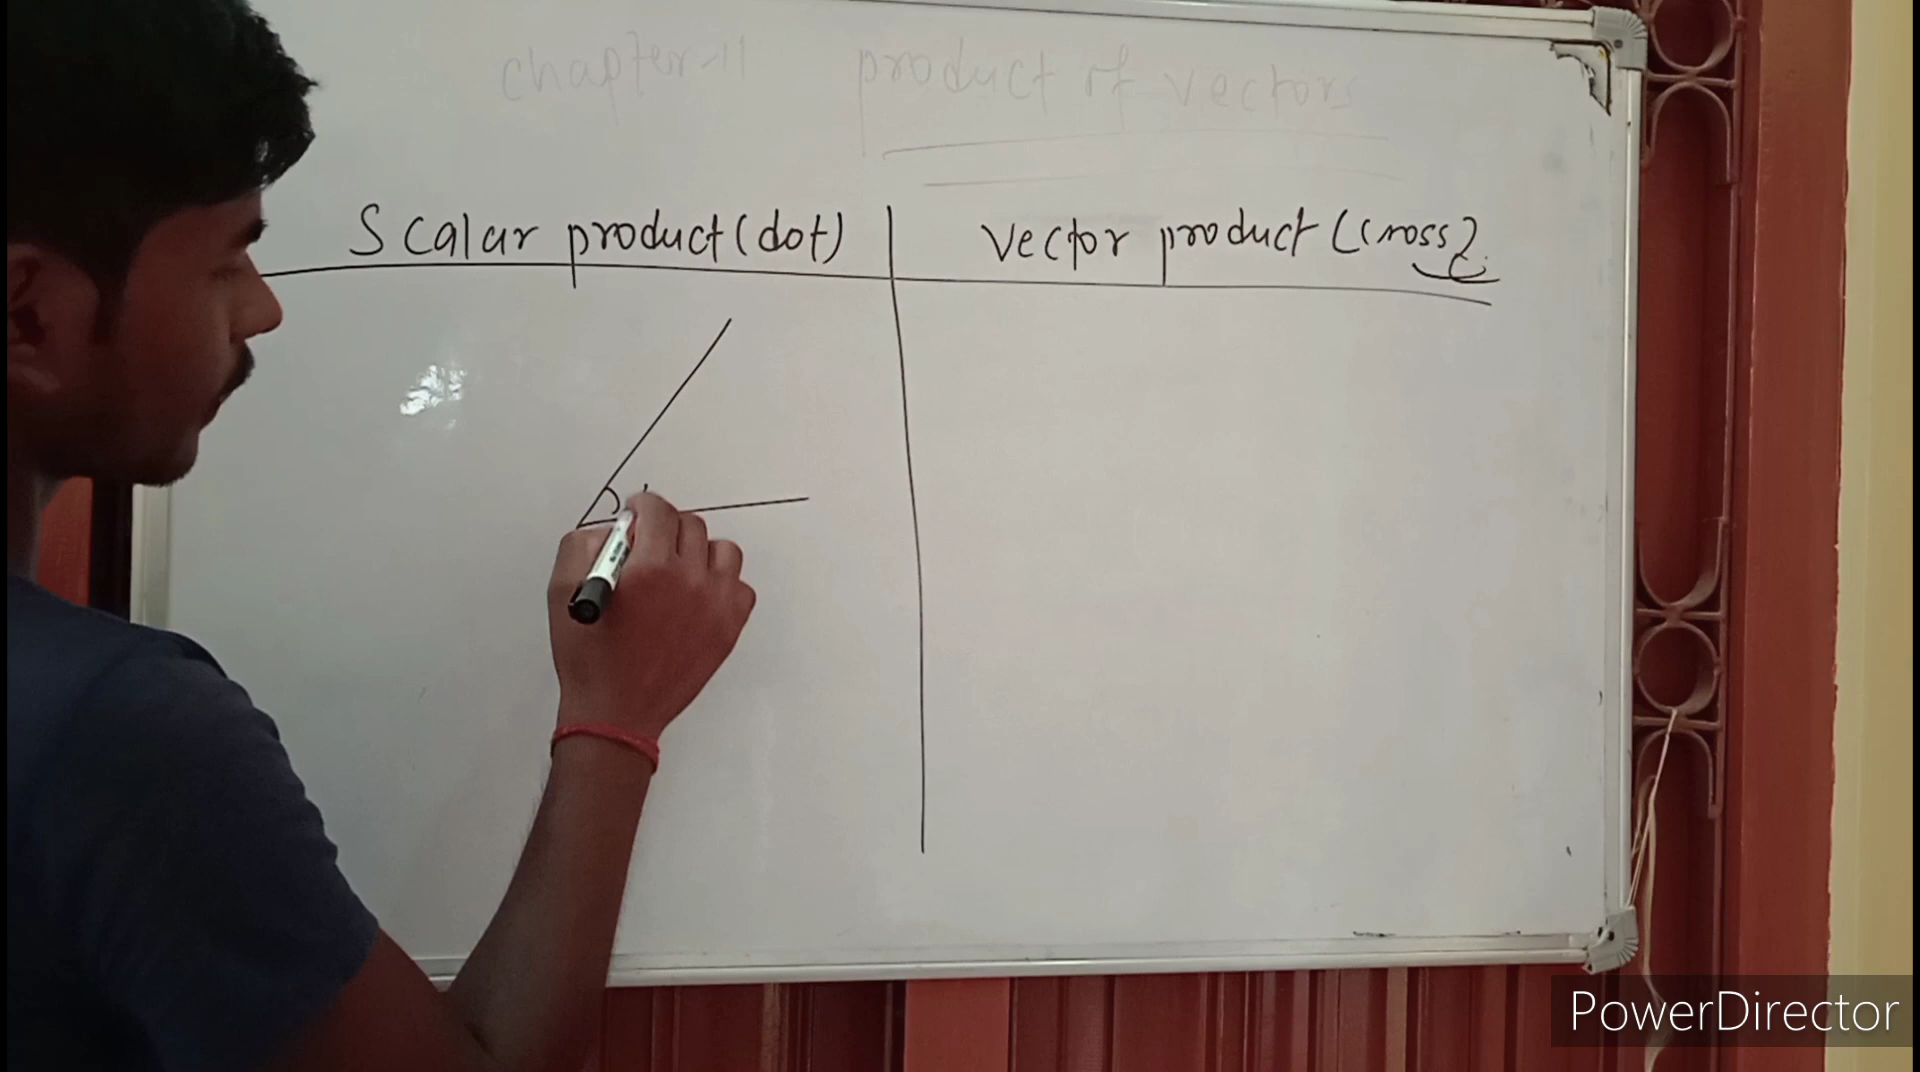 chapter-11 product of vectors
Scalar product (dot) vector product (cross)
PowerDirector